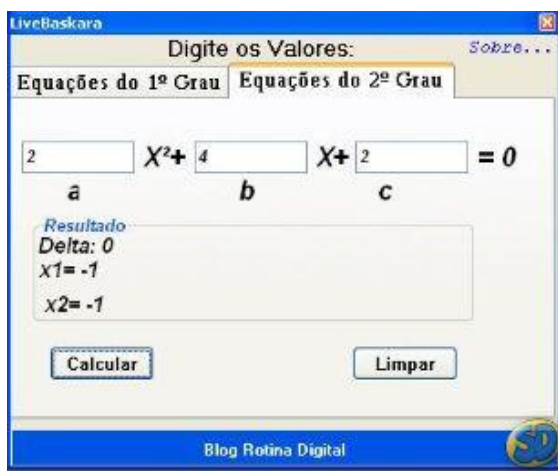 LiveBaskara
Digite os Valores: Sobre...
Equações do 1º Grau Equações do 2º Grau
2 X²+ 4 X+ 2 = 0
a b c
Resultado
Delta: 0
x1= -1
x2= -1
Calcular Limpar
Blog Rotina Digital
SD